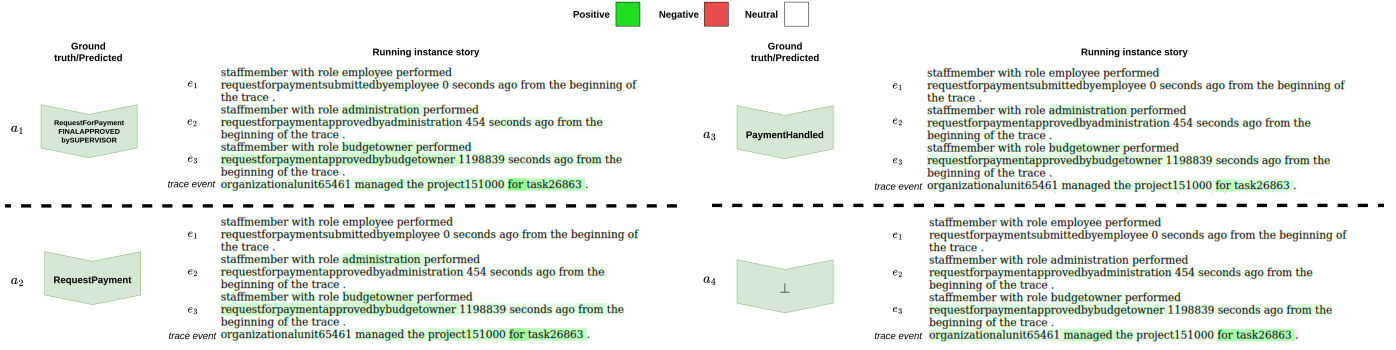 Positive Negative Neutral
Ground
truth/Predicted
Running instance story
a1
RequestForPayment
FINALAPPROVED
bySUPERVISOR
e1
staffmember with role employee performed
requestforpaymentsubmittedbyemployee 0 seconds ago from the beginning of
the trace .
e2
staffmember with role administration performed
requestforpaymentapprovedbyadministration 454 seconds ago from the
beginning of the trace .
e3
staffmember with role budgetowner performed
requestforpaymentapprovedbybudgetowner 1198839 seconds ago from the
beginning of the trace .
trace event organizationalunit65461 managed the project151000 for task26863 .
a2
RequestPayment
e1
staffmember with role employee performed
requestforpaymentsubmittedbyemployee 0 seconds ago from the beginning of
the trace .
e2
staffmember with role administration performed
requestforpaymentapprovedbyadministration 454 seconds ago from the
beginning of the trace .
e3
staffmember with role budgetowner performed
requestforpaymentapprovedbybudgetowner 1198839 seconds ago from the
beginning of the trace .
trace event organizationalunit65461 managed the project151000 for task26863 .
Ground
truth/Predicted
Running instance story
a3
PaymentHandled
e1
staffmember with role employee performed
requestforpaymentsubmittedbyemployee 0 seconds ago from the beginning of
the trace .
e2
staffmember with role administration performed
requestforpaymentapprovedbyadministration 454 seconds ago from the
beginning of the trace .
e3
staffmember with role budgetowner performed
requestforpaymentapprovedbybudgetowner 1198839 seconds ago from the
beginning of the trace .
trace event organizationalunit65461 managed the project151000 for task26863 .
a4
⊥
e1
staffmember with role employee performed
requestforpaymentsubmittedbyemployee 0 seconds ago from the beginning of
the trace .
e2
staffmember with role administration performed
requestforpaymentapprovedbyadministration 454 seconds ago from the
beginning of the trace .
e3
staffmember with role budgetowner performed
requestforpaymentapprovedbybudgetowner 1198839 seconds ago from the
beginning of the trace .
trace event organizationalunit65461 managed the project151000 for task26863 .